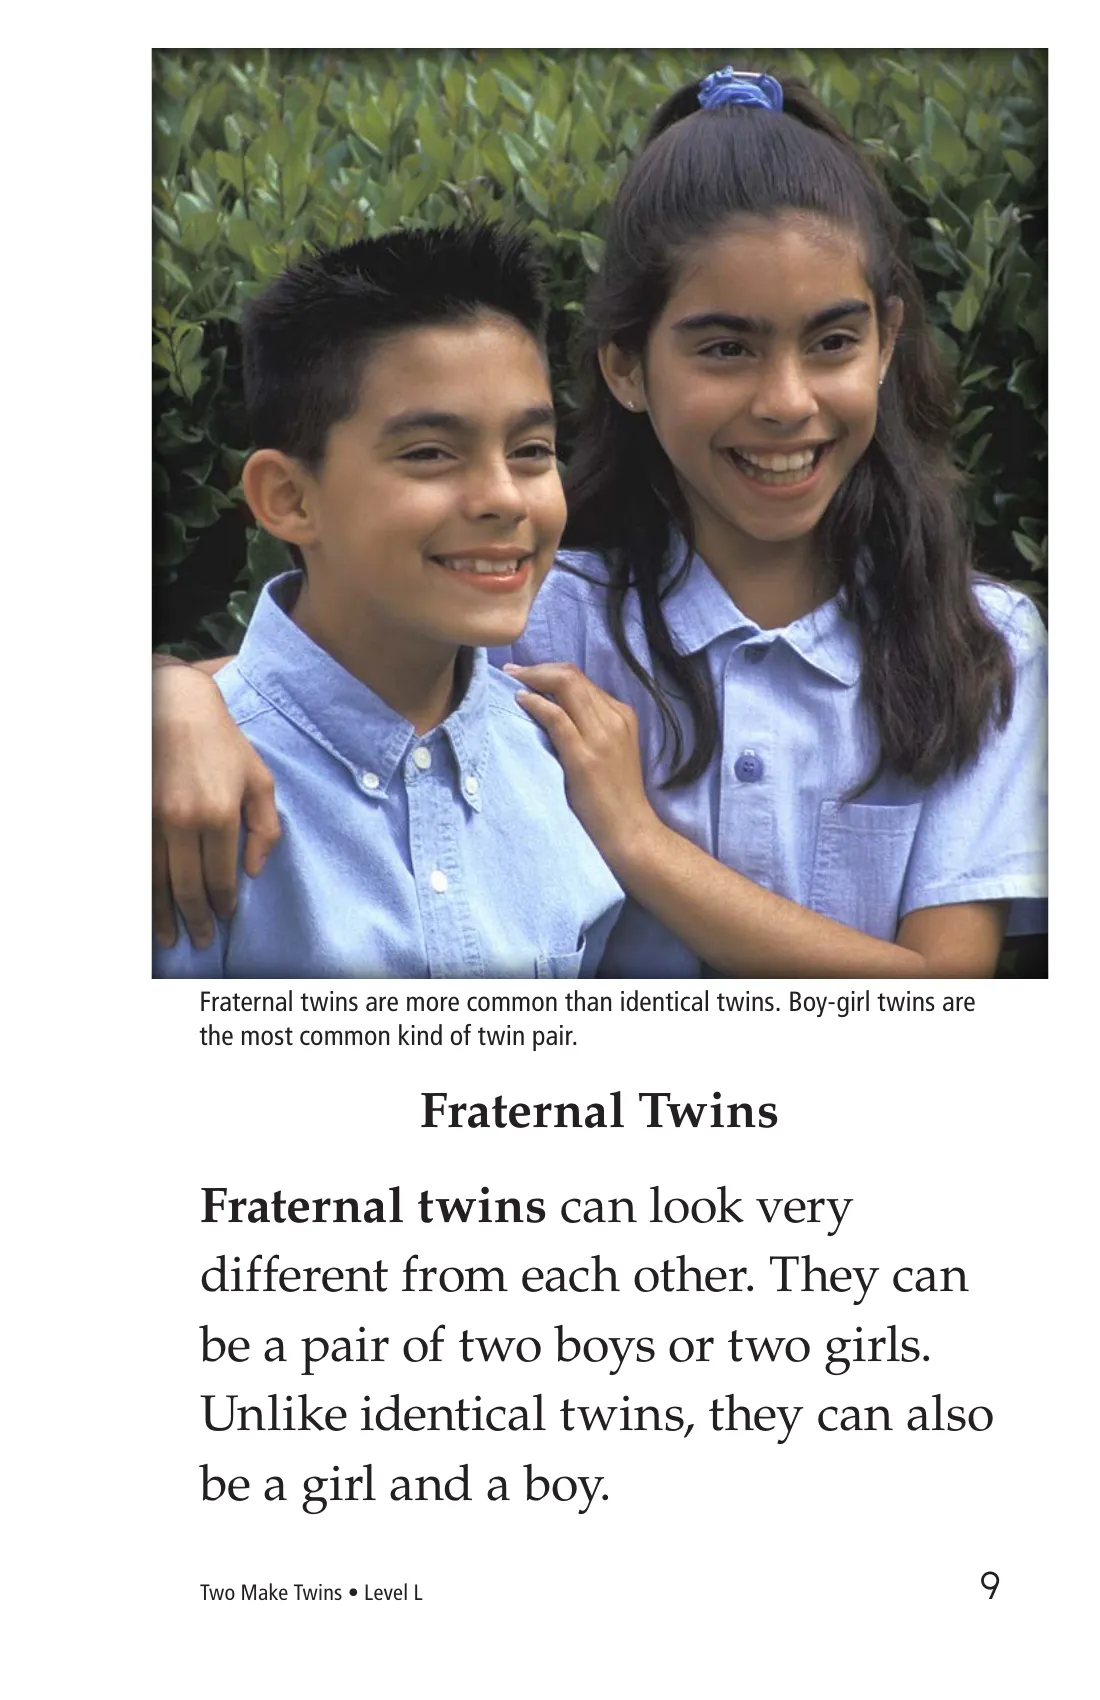 Fraternal twins are more common than identical twins. Boy-girl twins are
the most common kind of twin pair.
Fraternal Twins
Fraternal twins can look very
different from each other. They can
be a pair of two boys or two girls.
Unlike identical twins, they can also
be a girl and a boy.
Two Make Twins • Level L
9